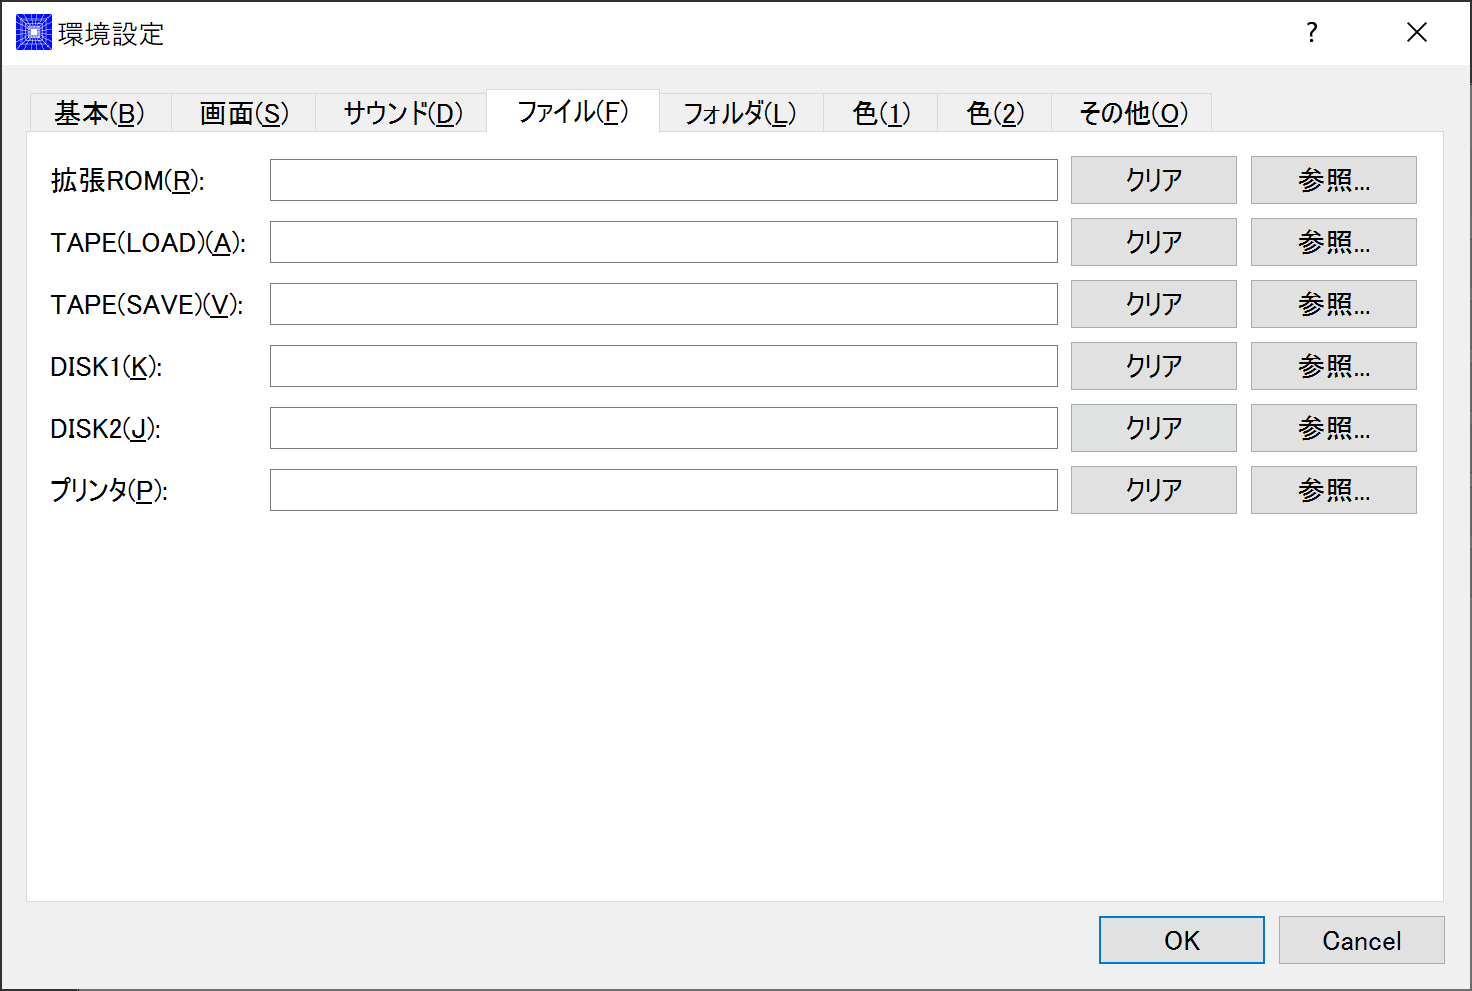 環境設定
?
基本(B) 画面(S) サウンド(D) ファイル(F) フォルダ(L) 色(1) 色(2) その他(O)
拡張ROM(R): クリア 参照...
TAPE(LOAD)(A): クリア 参照...
TAPE(SAVE)(V): クリア 参照...
DISK1(K): クリア 参照...
DISK2(J): クリア 参照...
プリンタ(P): クリア 参照...
OK Cancel